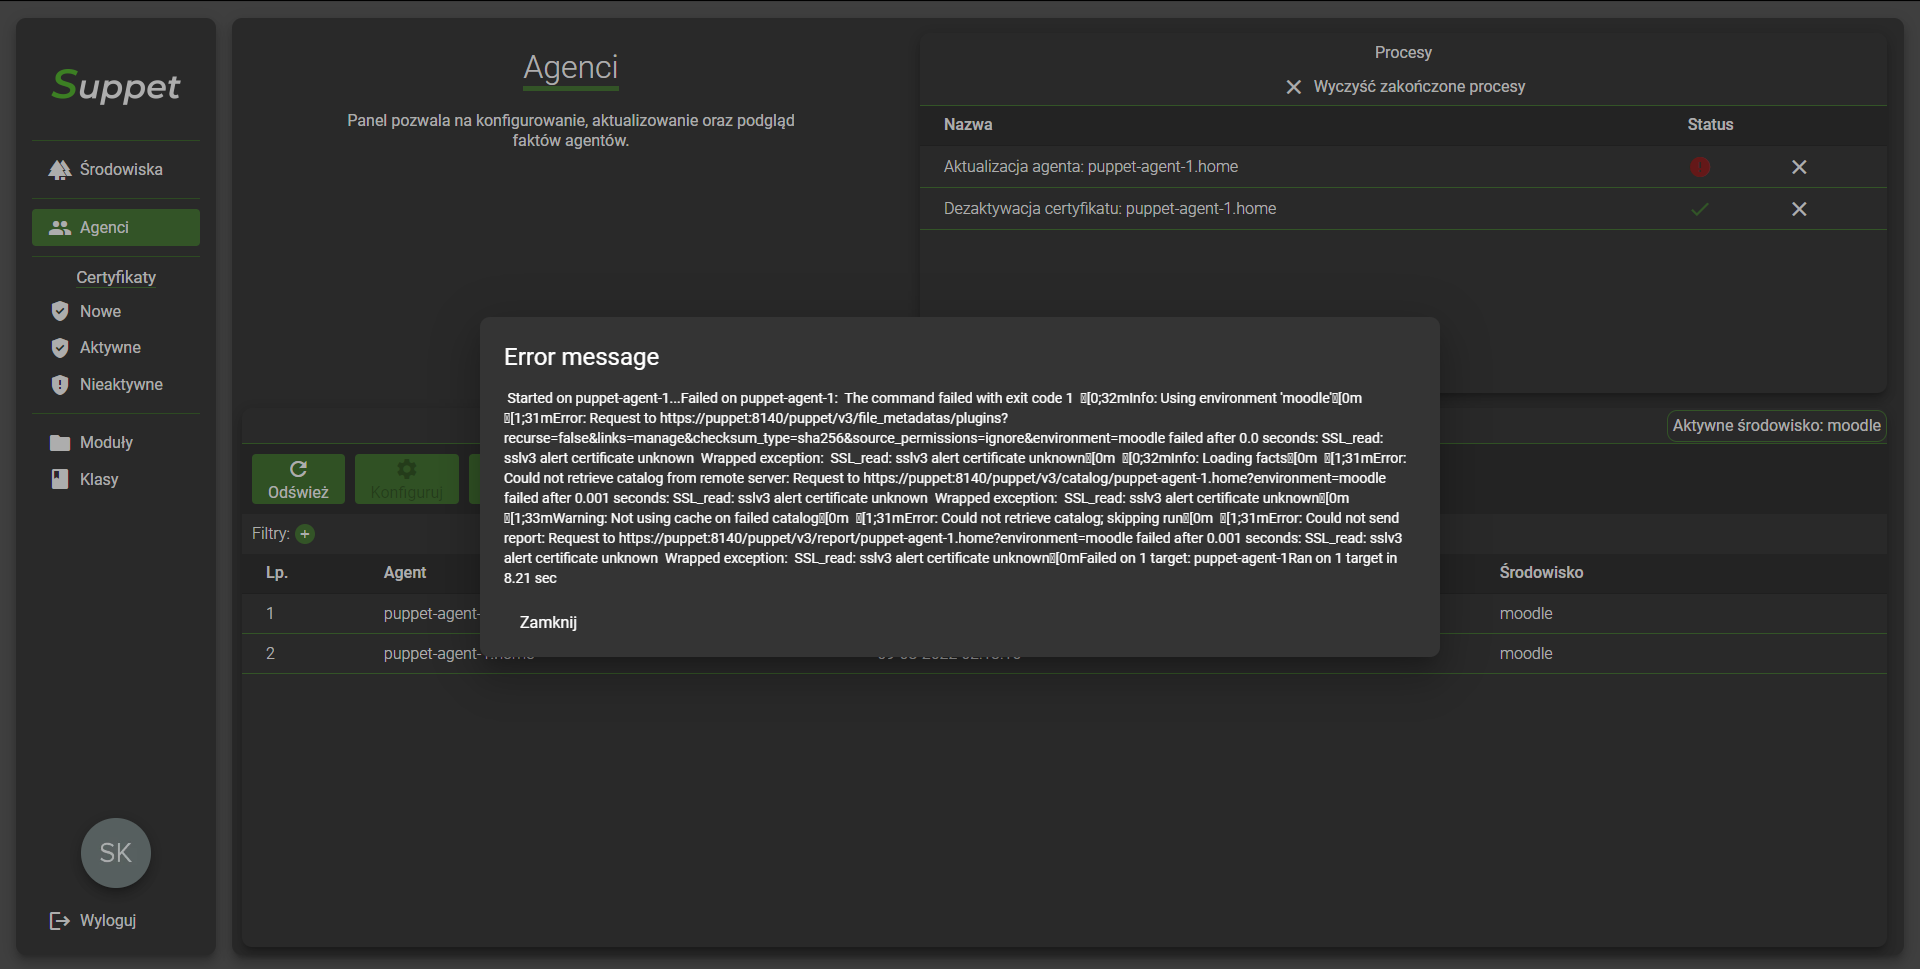 Suppet
Środowiska
Agenci
Certyfikaty
Nowe
Aktywne
Nieaktywne
Moduły
Klasy
SK
Wyloguj
Agenci
Panel pozwala na konfigurowanie, aktualizowanie oraz podgląd
faktów agentów.
Procesy
Wyczyść zakończone procesy
Nazwa Status
Aktualizacja agenta: puppet-agent-1.home
Dezaktywacja certyfikatu: puppet-agent-1.home
Aktywne środowisko: moodle
Odśwież Konfiguruj
Filtry:
Lp. Agent Środowisko
1 puppet-agent- moodle
2 puppet-agent- moodle
Error message
Started on puppet-agent-1...Failed on puppet-agent-1: The command failed with exit code 1 [0;32mInfo: Using environment 'moodle'[0m
[1;31mError: Request to https://puppet:8140/puppet/v3/file_metadatas/plugins?
recurse=false&links=manage&checksum_type=sha256&source_permissions=ignore&environment=moodle failed after 0.0 seconds: SSL_read:
sslv3 alert certificate unknown Wrapped exception: SSL_read: sslv3 alert certificate unknown[0m [0;32mInfo: Loading facts[0m [1;31mError:
Could not retrieve catalog from remote server: Request to https://puppet:8140/puppet/v3/catalog/puppet-agent-1.home?environment=moodle
failed after 0.001 seconds: SSL_read: sslv3 alert certificate unknown Wrapped exception: SSL_read: sslv3 alert certificate unknown[0m
[1;33mWarning: Not using cache on failed catalog[0m [1;31mError: Could not retrieve catalog; skipping run[0m [1;31mError: Could not send
report: Request to https://puppet:8140/puppet/v3/report/puppet-agent-1.home?environment=moodle failed after 0.001 seconds: SSL_read: sslv3
alert certificate unknown Wrapped exception: SSL_read: sslv3 alert certificate unknown[0mFailed on 1 target: puppet-agent-1Ran on 1 target in
8.21 sec
Zamknij